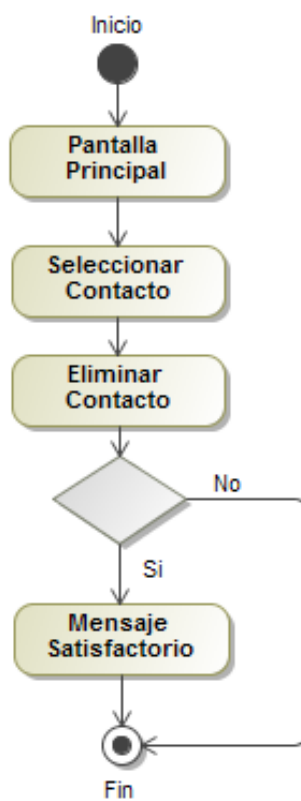 Inicio
Pantalla
Principal
Seleccionar
Contacto
Eliminar
Contacto
No
Si
Mensaje
Satisfactorio
Fin